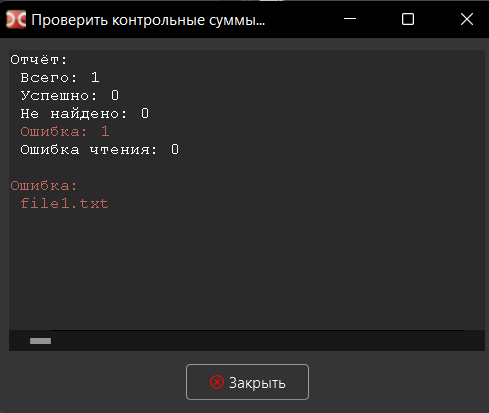 Проверить контрольные суммы...
Отчёт:
Всего: 1
Успешно: 0
Не найдено: 0
Ошибка: 1
Ошибка чтения: 0
Ошибка:
file1.txt
Закрыть